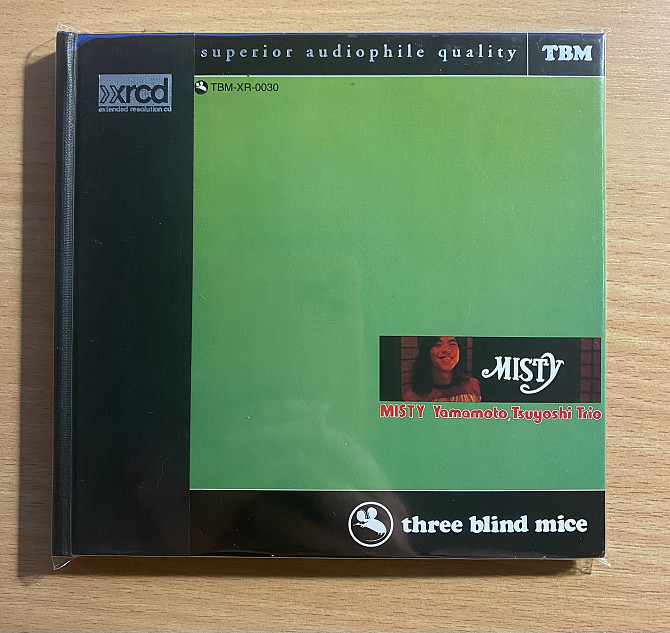 superior audiophile quality TBM
xrcd
extended resolution cd
TBM-XR-0030
MISTY
MISTY Yamamoto,Tsuyoshi Trio
three blind mice